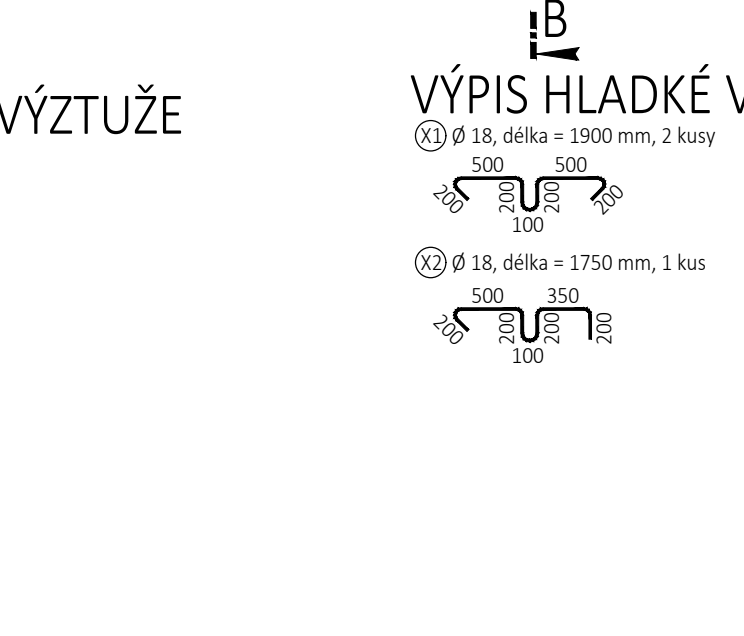 B
VÝZTUŽE
VÝPIS HLADKÉ V
X1 Ø 18, délka = 1900 mm, 2 kusy
500 500
200 200 200 200
100
X2 Ø 18, délka = 1750 mm, 1 kus
500 350
200 200 200 200
100